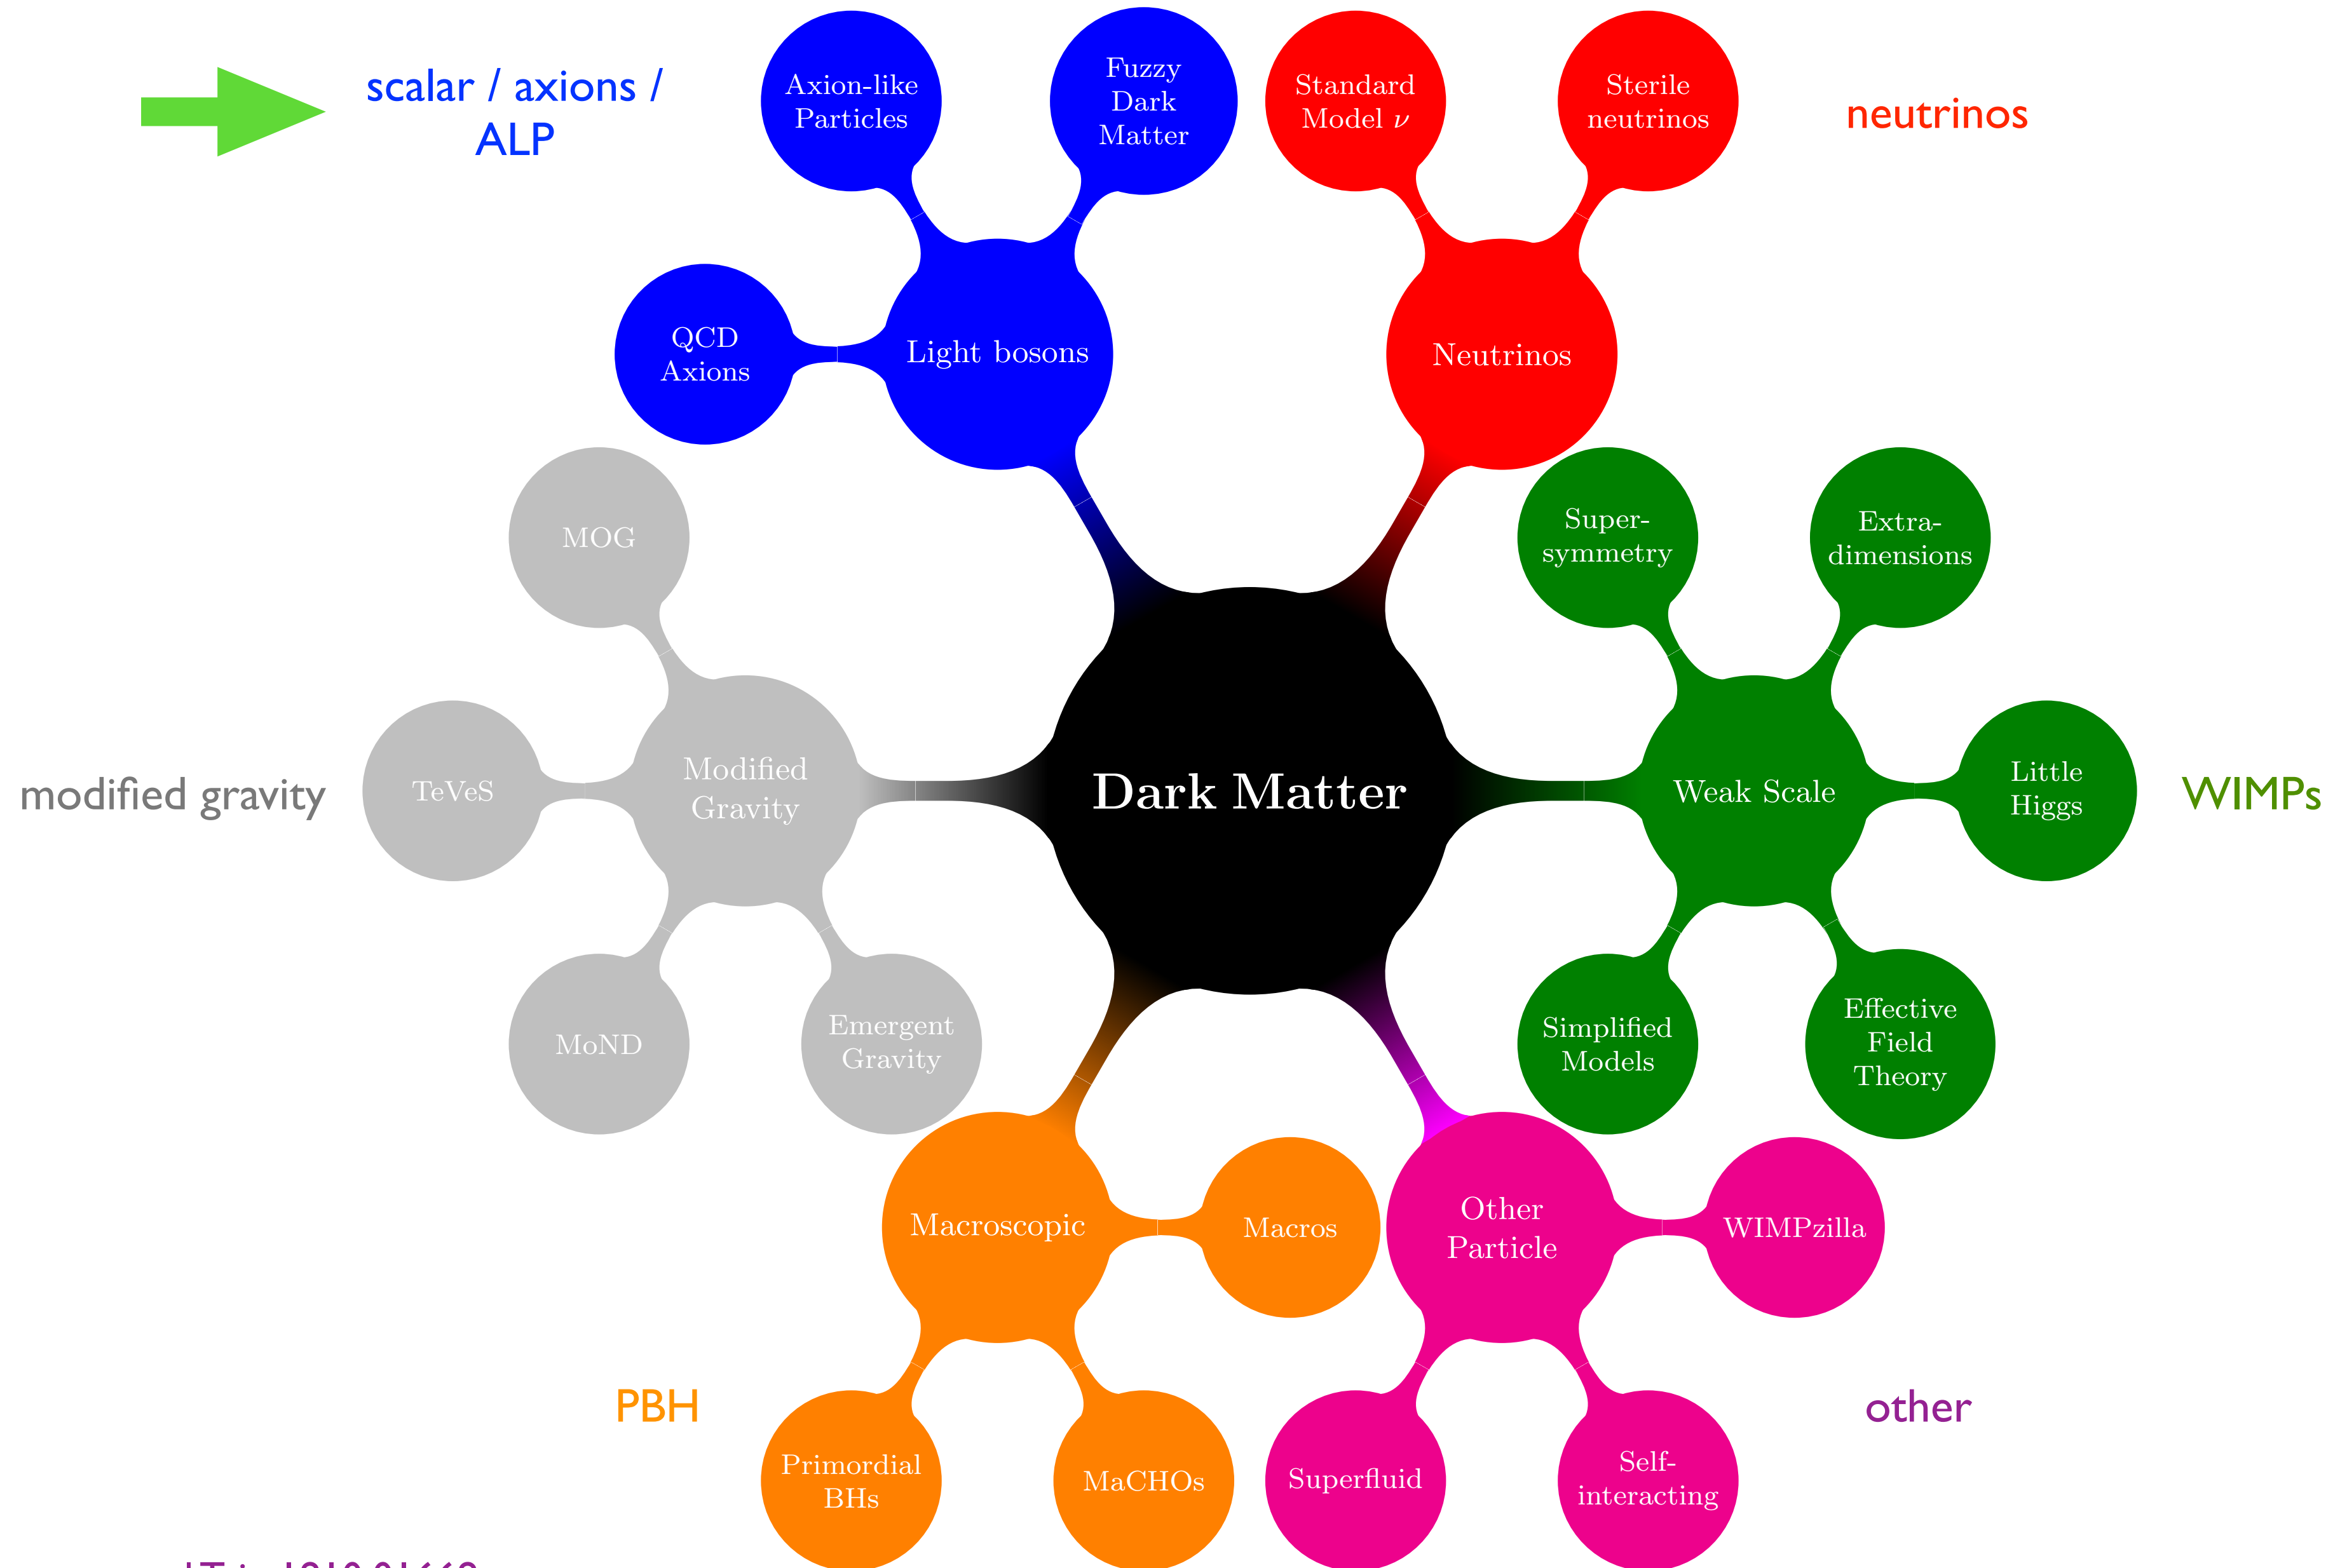 scalar / axions /
ALP
Axion-like
Particles
Fuzzy
Dark
Matter
Standard
Model ν
Sterile
neutrinos
neutrinos
QCD
Axions
Light bosons
Neutrinos
MOG
Super-
symmetry
Extra-
dimensions
modified gravity
TeVeS
Modified
Gravity
Dark Matter
Weak Scale
Little
Higgs
WIMPs
MoND
Emergent
Gravity
Simplified
Models
Effective
Field
Theory
Macroscopic
Macros
Other
Particle
WIMPzilla
PBH
other
Primordial
BHs
MaCHOs
Superfluid
Self-
interacting